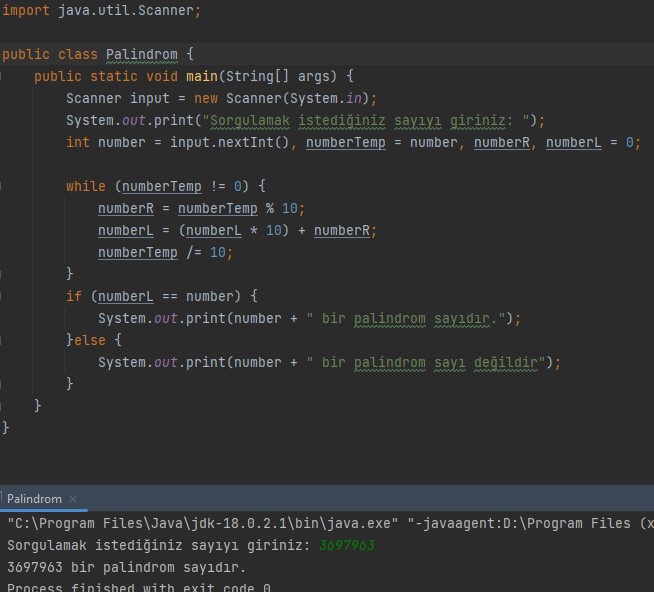 import java.util.Scanner;
public class Palindrom {
public static void main(String[] args) {
Scanner input = new Scanner(System.in);
System.out.print("Sorgulamak istediğiniz sayıyı giriniz: ");
int number = input.nextInt(), numberTemp = number, numberR, numberL = 0;
while (numberTemp != 0) {
numberR = numberTemp % 10;
numberL = (numberL * 10) + numberR;
numberTemp /= 10;
}
if (numberL == number) {
System.out.print(number + " bir palindrom sayıdır.");
}else {
System.out.print(number + " bir palindrom sayı değildir");
}
}
}
Palindrom ×
"C:\Program Files\Java\jdk-18.0.2.1\bin\java.exe" "-javaagent:D:\Program Files (x
Sorgulamak istediğiniz sayıyı giriniz: 3697963
3697963 bir palindrom sayıdır.
Process finished with exit code 0